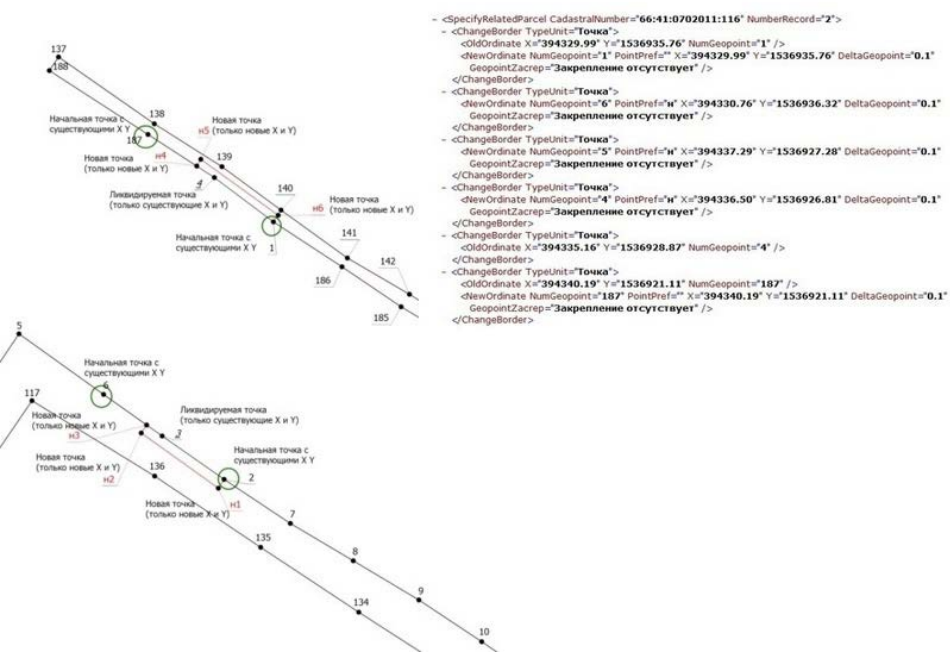 137
188
138
Начальная точка с
существующими X Y
187
н5
Новая точка
(только новые X и Y)
н4
139
Новая точка
(только новые X и Y)
4
Ликвидируемая точка
(только существующие X и Y)
140
н6
Новая точка
(только новые X и Y)
Начальная точка с
существующими X Y
1
141
186
142
185
- <SpecifyRelatedParcel CadastralNumber="66:41:0702011:116" NumberRecord="2">
- <ChangeBorder TypeUnit="Точка">
<OldOrdinate X="394329.99" Y="1536935.76" NumGeopoint="1" />
<NewOrdinate NumGeopoint="1" PointPref="" X="394329.99" Y="1536935.76" DeltaGeopoint="0.1"
GeopointZacrep="Закрепление отсутствует" />
</ChangeBorder>
- <ChangeBorder TypeUnit="Точка">
<NewOrdinate NumGeopoint="6" PointPref="н" X="394330.76" Y="1536936.32" DeltaGeopoint="0.1"
GeopointZacrep="Закрепление отсутствует" />
</ChangeBorder>
- <ChangeBorder TypeUnit="Точка">
<NewOrdinate NumGeopoint="5" PointPref="н" X="394337.29" Y="1536927.28" DeltaGeopoint="0.1"
GeopointZacrep="Закрепление отсутствует" />
</ChangeBorder>
- <ChangeBorder TypeUnit="Точка">
<NewOrdinate NumGeopoint="4" PointPref="н" X="394336.50" Y="1536926.81" DeltaGeopoint="0.1"
GeopointZacrep="Закрепление отсутствует" />
</ChangeBorder>
- <ChangeBorder TypeUnit="Точка">
<OldOrdinate X="394335.16" Y="1536928.87" NumGeopoint="4" />
</ChangeBorder>
- <ChangeBorder TypeUnit="Точка">
<OldOrdinate X="394340.19" Y="1536921.11" NumGeopoint="187" />
<NewOrdinate NumGeopoint="187" PointPref="" X="394340.19" Y="1536921.11" DeltaGeopoint="0.1"
GeopointZacrep="Закрепление отсутствует" />
</ChangeBorder>
5
Начальная точка с
существующими X Y
6
117
Новая точка
(только новые X и Y)
н3
Ликвидируемая точка
(только существующие X и Y)
3
Новая точка
(только новые X и Y)
н2
136
Начальная точка с
существующими X Y
2
н1
Новая точка
(только новые X и Y)
7
135
8
134
9
10